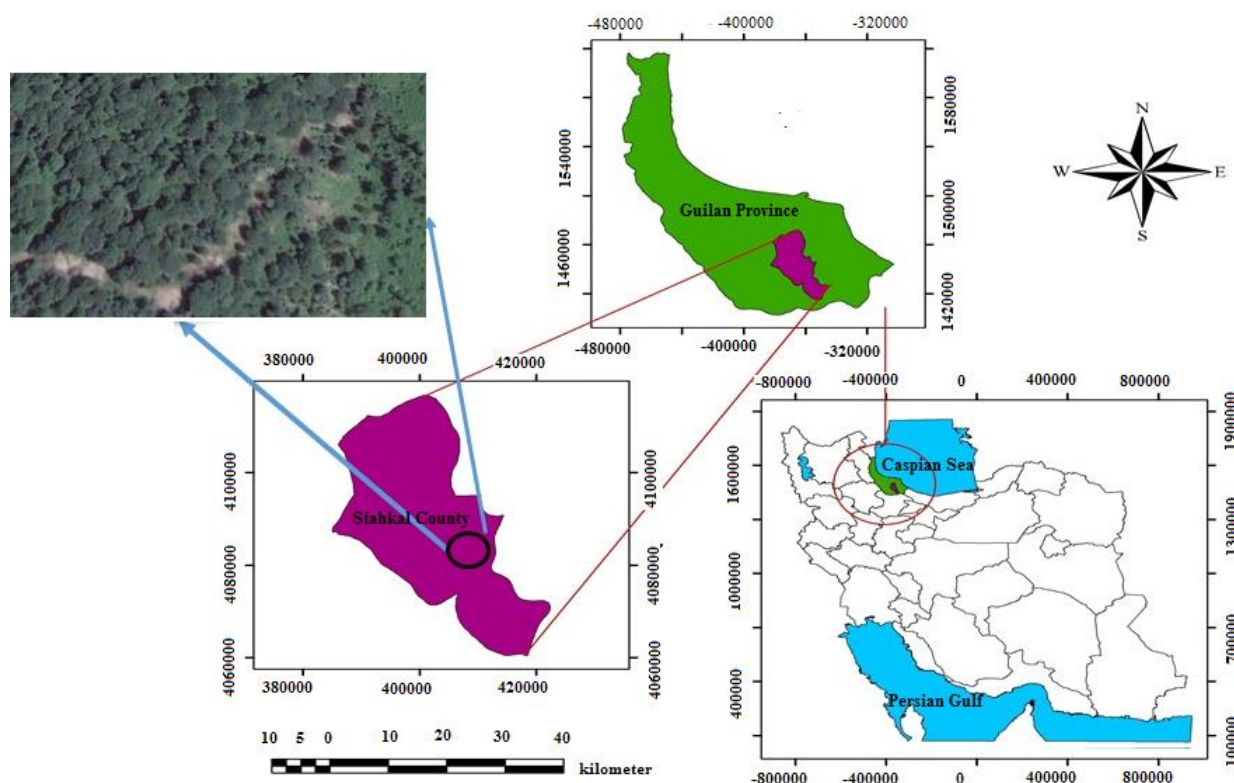 -480000 -400000 -320000
1540000
1460000
1580000
1500000
1420000
Guilan Province
-480000 -400000 -320000
N
W E
S
380000 400000 420000
4100000
4080000
4060000
4100000
4080000
4060000
Siahkal County
380000 400000 420000
10 5 0 10 20 30 40
kilometer
-800000 -400000 0 400000 800000
1600000
1000000
400000
1900000
1300000
700000
100000
Caspian Sea
Persian Gulf
-800000 -400000 0 400000 800000